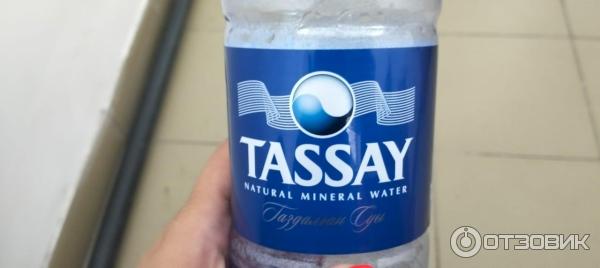 TASSAY
NATURAL MINERAL WATER
Газдалған Суы
ОТЗОВИК